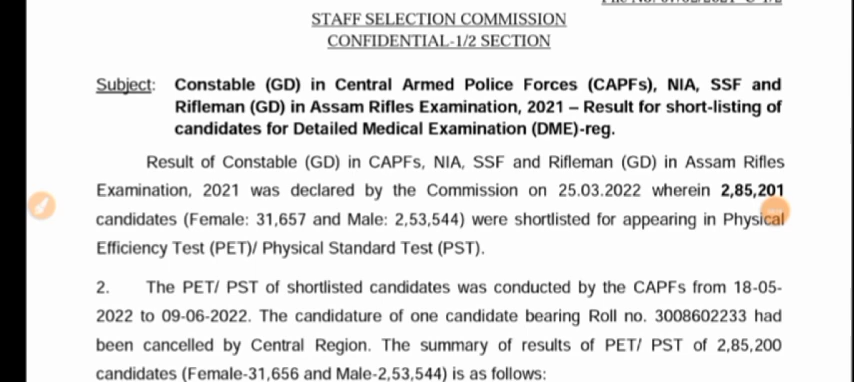 STAFF SELECTION COMMISSION
CONFIDENTIAL-1/2 SECTION
Subject: Constable (GD) in Central Armed Police Forces (CAPFs), NIA, SSF and
Rifleman (GD) in Assam Rifles Examination, 2021 – Result for short-listing of
candidates for Detailed Medical Examination (DME)-reg.
Result of Constable (GD) in CAPFs, NIA, SSF and Rifleman (GD) in Assam Rifles
Examination, 2021 was declared by the Commission on 25.03.2022 wherein 2,85,201
candidates (Female: 31,657 and Male: 2,53,544) were shortlisted for appearing in Physical
Efficiency Test (PET)/ Physical Standard Test (PST).
2. The PET/ PST of shortlisted candidates was conducted by the CAPFs from 18-05-
2022 to 09-06-2022. The candidature of one candidate bearing Roll no. 3008602233 had
been cancelled by Central Region. The summary of results of PET/ PST of 2,85,200
candidates (Female-31,656 and Male-2,53,544) is as follows: